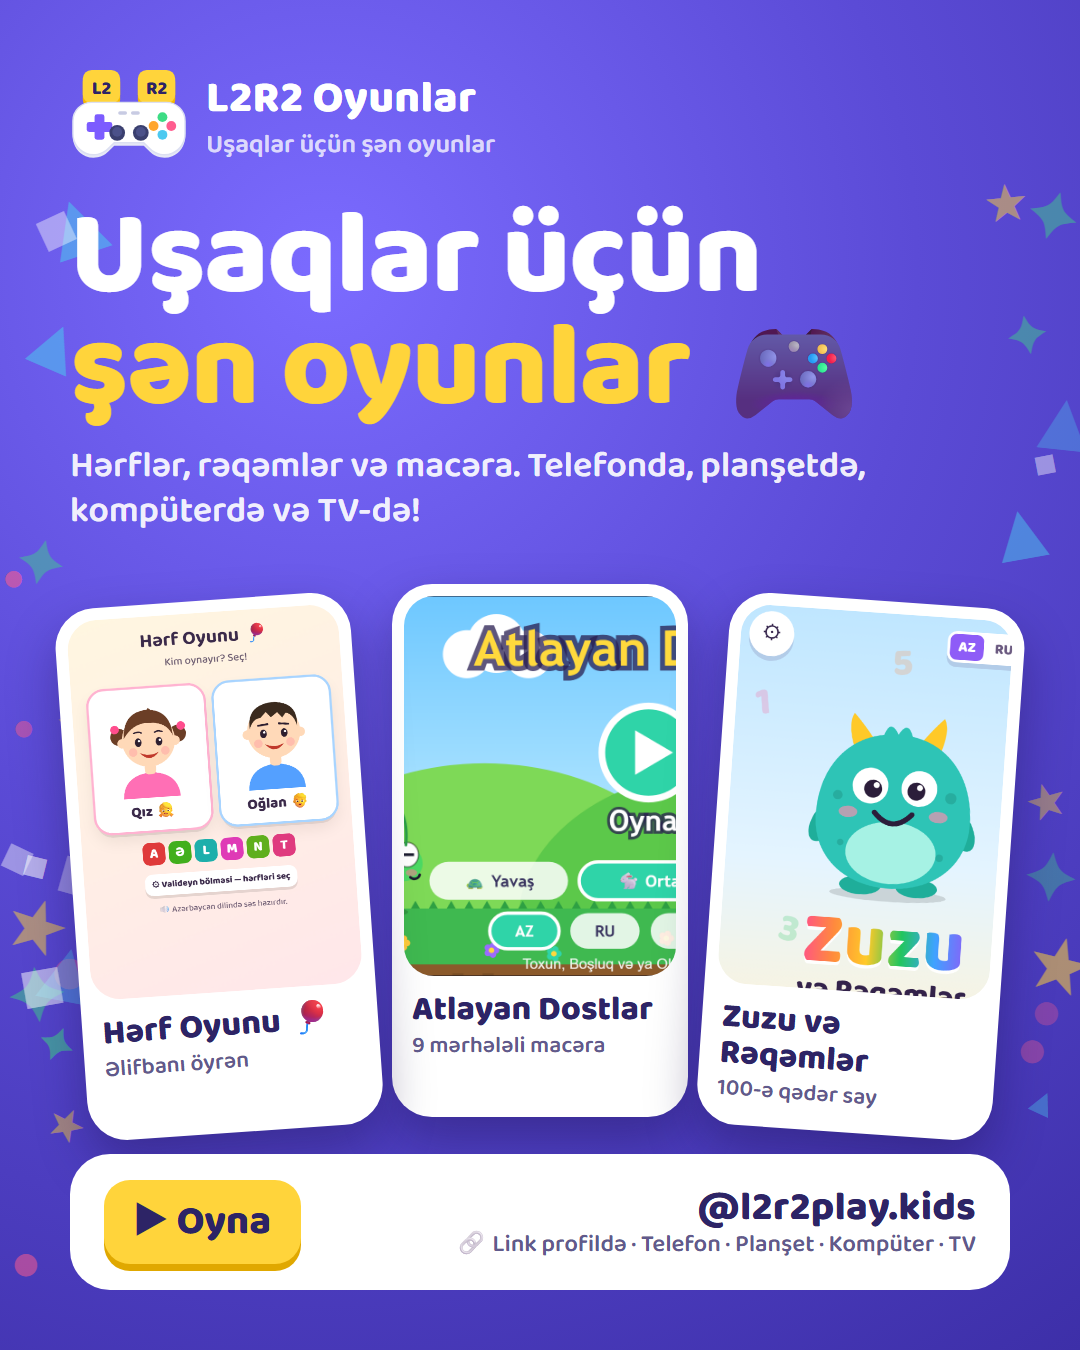 L2 R2
L2R2 Oyunlar
Uşaqlar üçün şən oyunlar
Uşaqlar üçün
şən oyunlar
Hərflər, rəqəmlər və macəra. Telefonda, planşetdə,
kompüterdə və TV-də!
Hərf Oyunu
Kim oynayır? Seç!
Qız
Oğlan
A Ə L M N T
Valideyn bölməsi — hərfləri seç
Azərbaycan dilində səs hazırdır.
Hərf Oyunu
Əlifbanı öyrən
Atlayan D
Oyna
Yavaş
Orta
AZ RU
Toxun, Boşluq və ya
Atlayan Dostlar
9 mərhələli macəra
AZ RU
5
1
3
Zuzu
və Rəqəmlər
Zuzu və
Rəqəmlər
100-ə qədər say
Oyna
@l2r2play.kids
Link profildə · Telefon · Planşet · Kompüter · TV